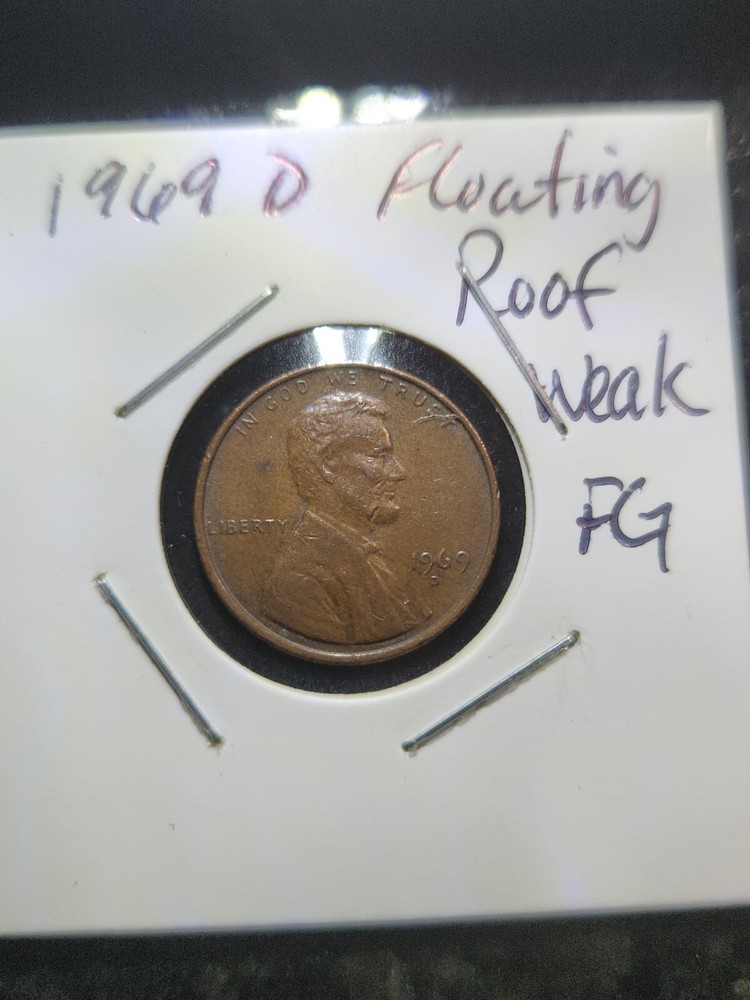 1969 D Floating
Roof
Weak
FG
IN GOD WE TRUST
LIBERTY
1969
D